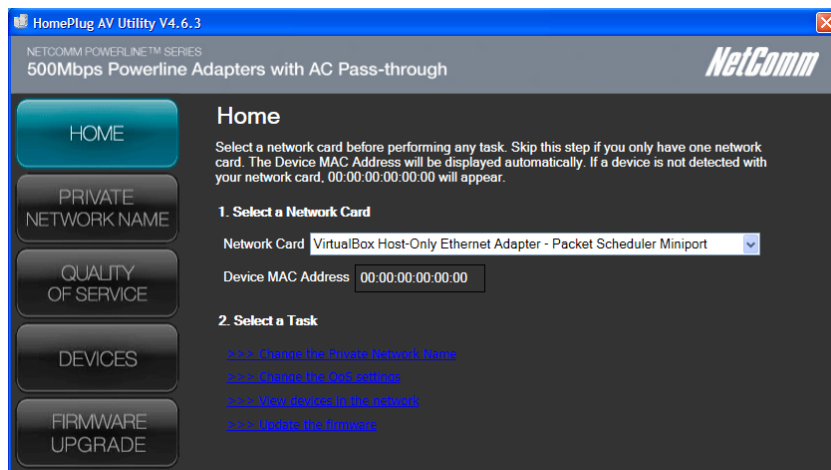 HomePlug AV Utility V4.6.3
NETCOMM POWERLINE™ SERIES
500Mbps Powerline Adapters with AC Pass-through
NetComm
HOME
PRIVATE
NETWORK NAME
QUALITY
OF SERVICE
DEVICES
FIRMWARE
UPGRADE
Home
Select a network card before performing any task. Skip this step if you only have one network
card. The Device MAC Address will be displayed automatically. If a device is not detected with
your network card, 00:00:00:00:00:00 will appear.
1. Select a Network Card
Network Card VirtualBox Host-Only Ethernet Adapter - Packet Scheduler Miniport
Device MAC Address 00:00:00:00:00:00
2. Select a Task
>>> Change the Private Network Name
>>> Change the QoS settings
>>> View devices in the network
>>> Update the firmware